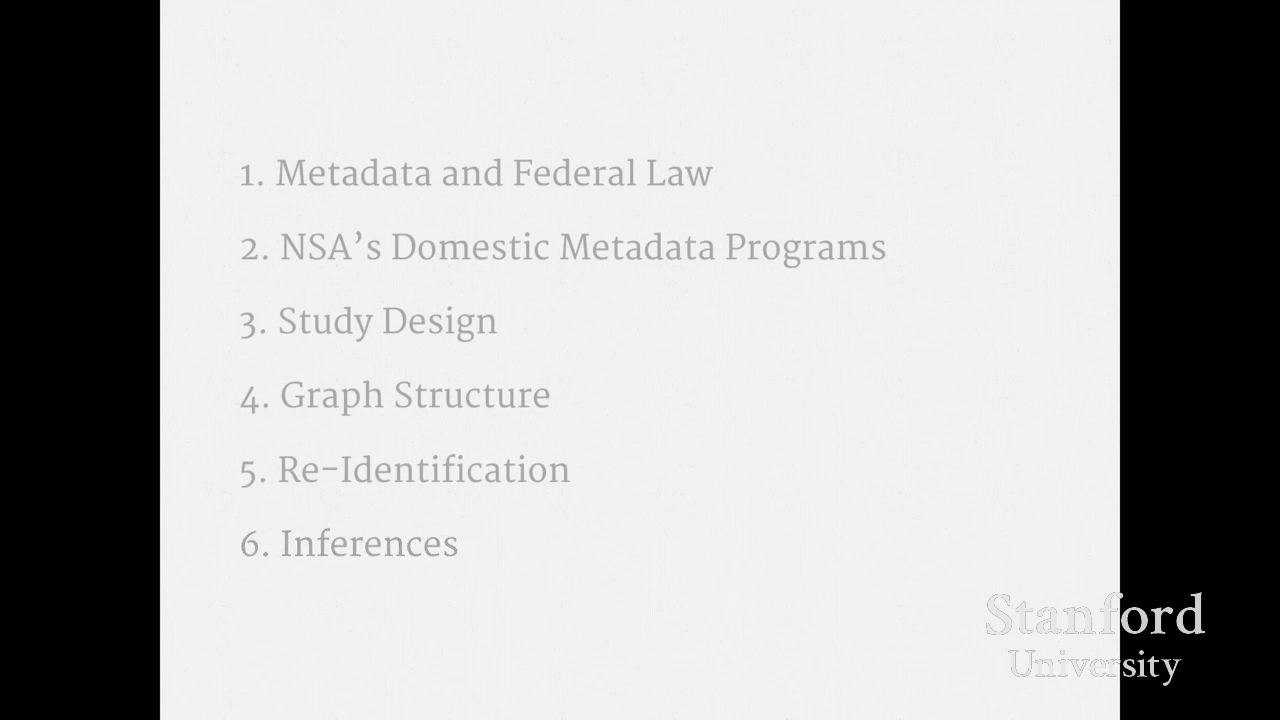 1. Metadata and Federal Law
2. NSA’s Domestic Metadata Programs
3. Study Design
4. Graph Structure
5. Re-Identification
6. Inferences
Stanford
University